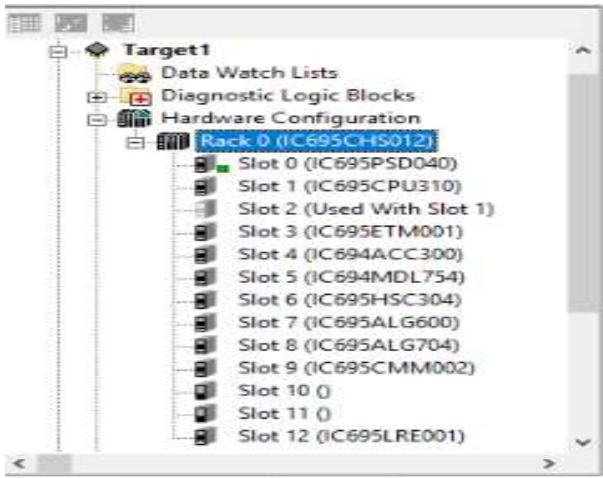 Target1
Data Watch Lists
Diagnostic Logic Blocks
Hardware Configuration
Rack 0 (IC695CHS012)
Slot 0 (IC695PSD040)
Slot 1 (IC695CPU310)
Slot 2 (Used With Slot 1)
Slot 3 (IC695ETM001)
Slot 4 (IC694ACC300)
Slot 5 (IC694MDL754)
Slot 6 (IC695HSC304)
Slot 7 (IC695ALG600)
Slot 8 (IC695ALG704)
Slot 9 (IC695CMM002)
Slot 10 ()
Slot 11 ()
Slot 12 (IC695LRE001)